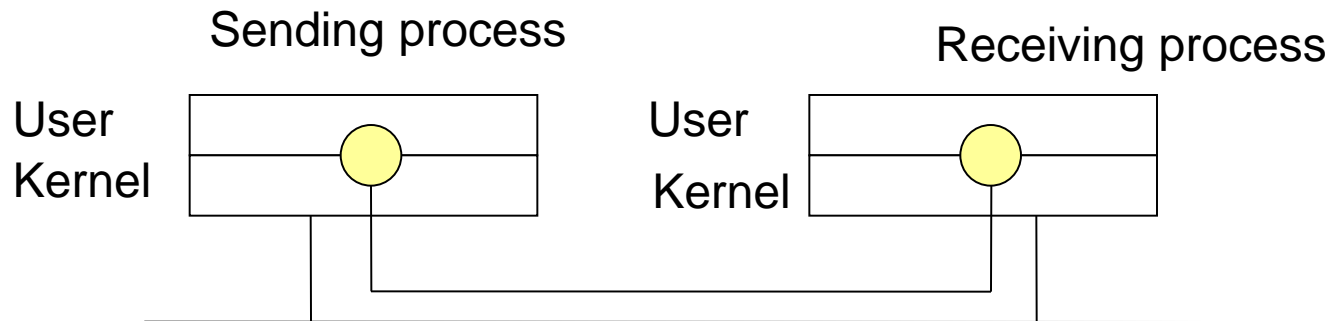 Sending process
Receiving process
User
Kernel
User
Kernel